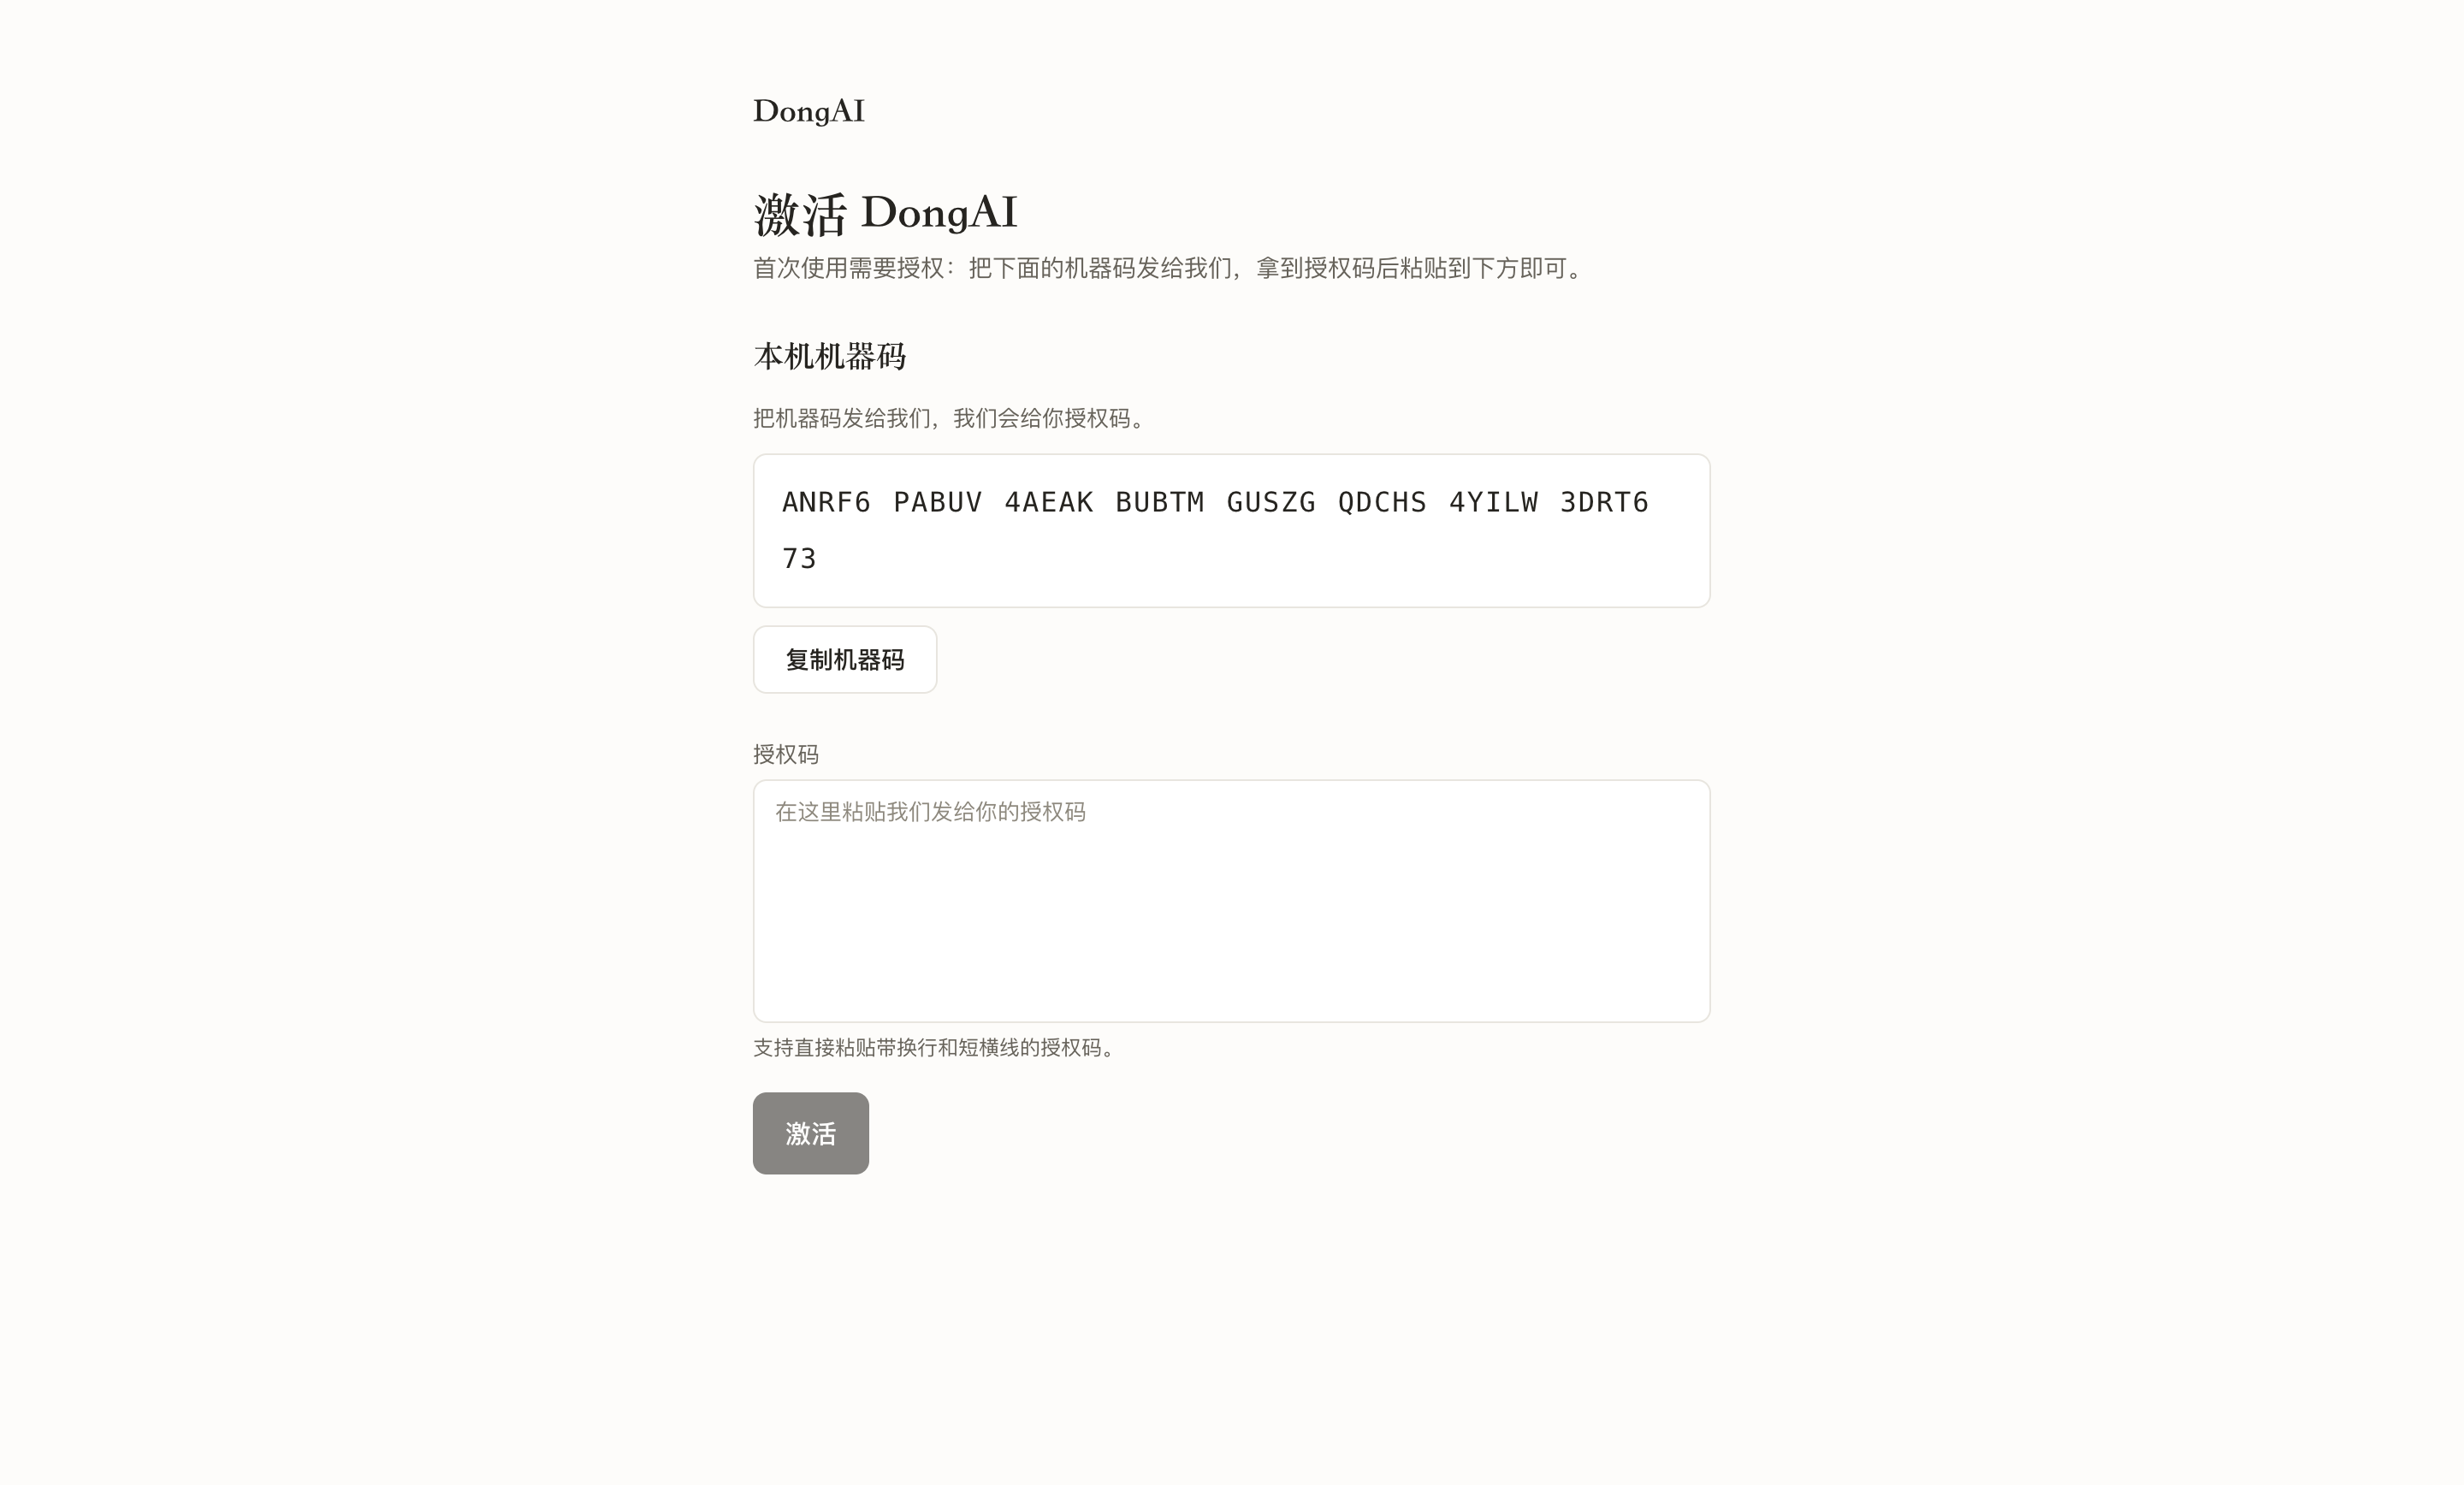 DongAI
激活 DongAI
首次使用需要授权：把下面的机器码发给我们，拿到授权码后粘贴到下方即可。
本机机器码
把机器码发给我们，我们会给你授权码。
ANRF6 PABUV 4AEAK BUBTM GUSZG QDCHS 4YILW 3DRT6
73
复制机器码
授权码
在这里粘贴我们发给你的授权码
支持直接粘贴带换行和短横线的授权码。
激活